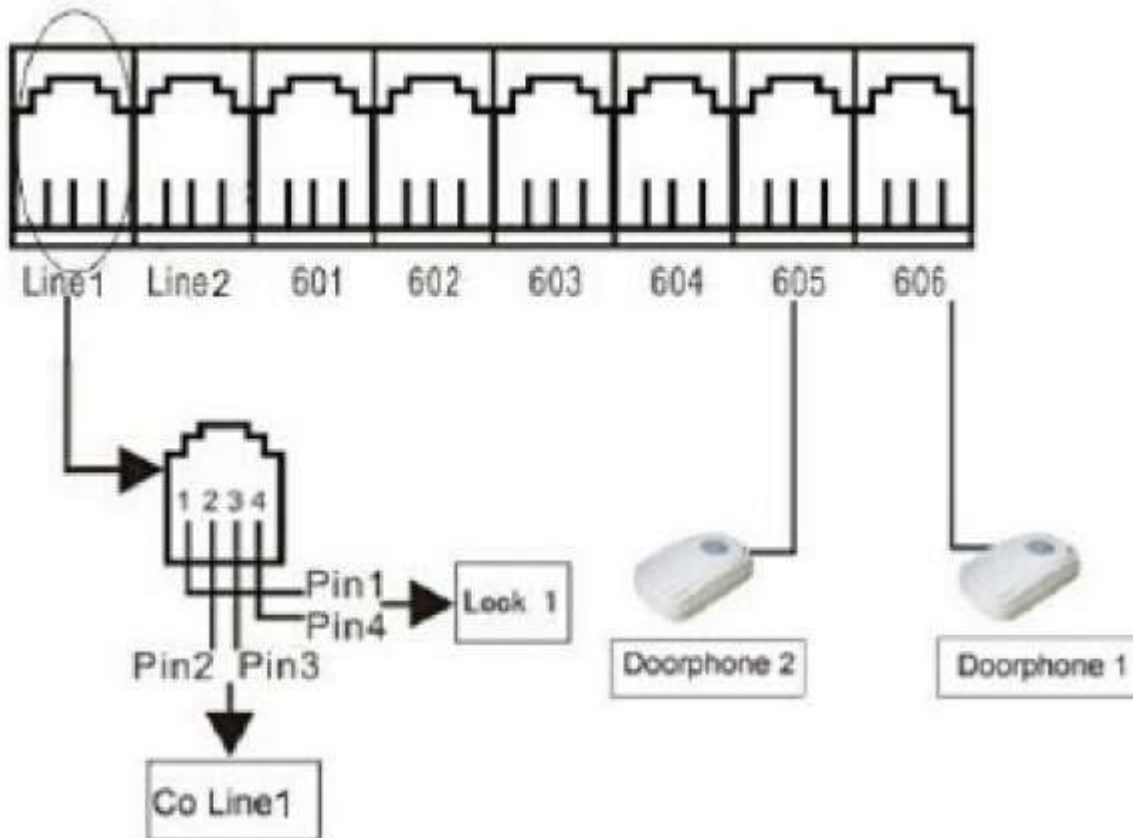 Line1 Line2 601 602 603 604 605 606
1 2 3 4
Pin1
Lock 1
Pin4
Pin2 Pin3
Doorphone 2
Doorphone 1
Co Line1